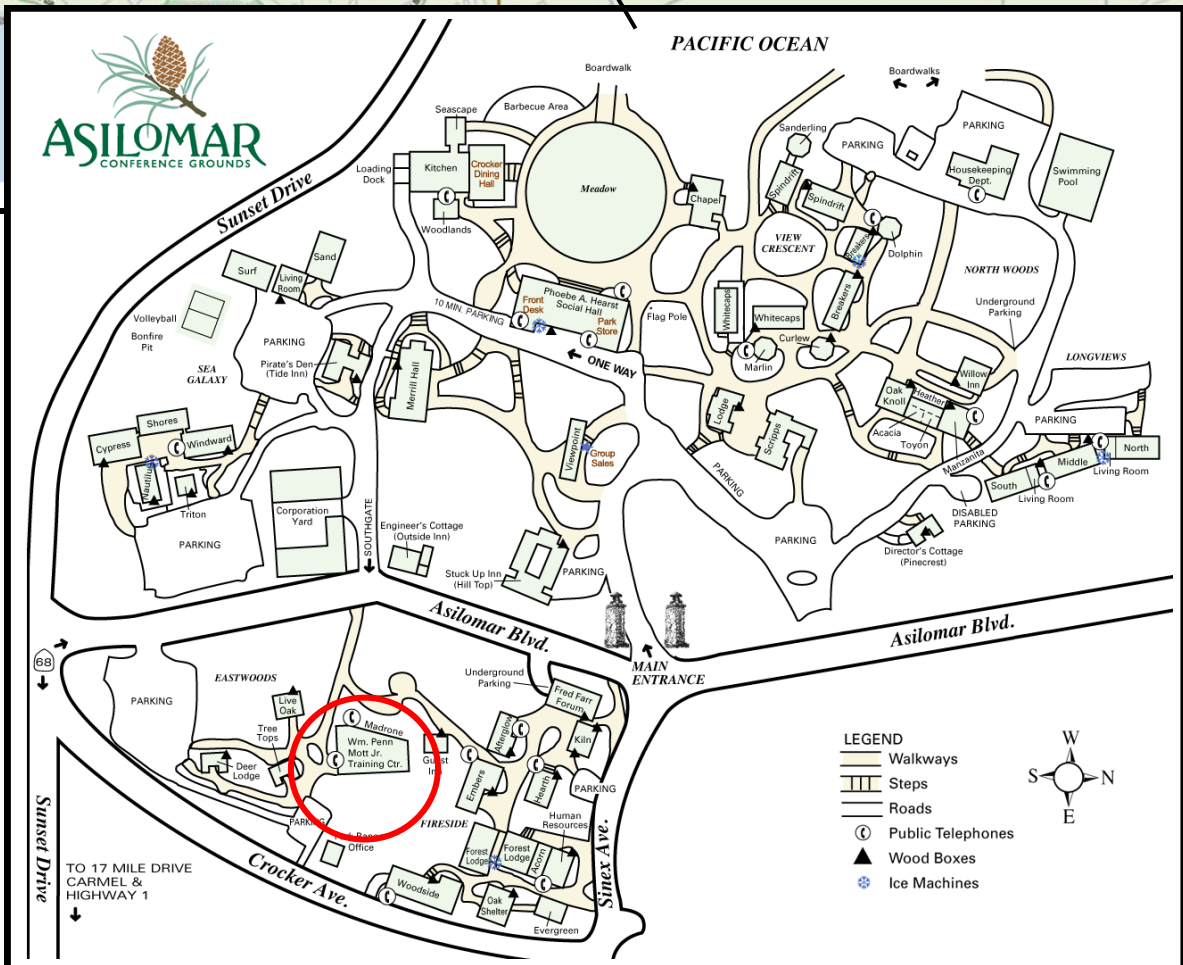 PACIFIC OCEAN
ASILOMAR
CONFERENCE GROUNDS
Boardwalk
Boardwalks
Barbecue Area
Seascape
Loading
Dock
Kitchen
Crocker
Dining
Hall
Woodlands
Meadow
Chapel
Sanderling
Spindrift
Spindrift
PARKING
PARKING
Housekeeping
Dept.
Swimming
Pool
Sunset Drive
VIEW
CRESCENT
Breakers
Dolphin
Breakers
NORTH WOODS
Underground
Parking
Surf
Living
Room
Sand
Volleyball
Bonfire
Pit
SEA
GALAXY
PARKING
Pirate's Den
(Tide Inn)
10 MIN. PARKING
Front
Desk
Phoebe A. Hearst
Social Hall
Park
Store
Flag Pole
ONE WAY
Whitecaps
Whitecaps
Curlew
Marlin
LONGVIEWS
Merrill Hall
Willow
Inn
Oak
Knoll
Heather
Acacia
Toyon
Manzanita
PARKING
North
Middle
South
Living Room
Living Room
DISABLED
PARKING
Lodge
Scripps
Viewpoint
Group
Sales
PARKING
PARKING
Director's Cottage
(Pinecrest)
Shores
Cypress
Windward
Nautilus
Triton
PARKING
Corporation
Yard
SOUTHGATE
Engineer's Cottage
(Outside Inn)
Stuck Up Inn
(Hill Top)
PARKING
Asilomar Blvd.
Asilomar Blvd.
MAIN
ENTRANCE
68
EASTWOODS
PARKING
Live
Oak
Tree
Tops
Deer
Lodge
Madrone
Wm. Penn
Mott Jr.
Training Ctr.
Guest
Inn
Underground
Parking
Fred Farr
Forum
Afterglow
Kiln
Embers
Hearth
PARKING
FIRESIDE
Human
Resources
PARKING
Office
Forest
Lodge
Forest
Lodge
Acorn
Woodside
Oak
Shelter
Evergreen
Sinex Ave.
Crocker Ave.
Sunset Drive
TO 17 MILE DRIVE
CARMEL &
HIGHWAY 1
LEGEND
Walkways
Steps
Roads
Public Telephones
Wood Boxes
Ice Machines
W
S
N
E